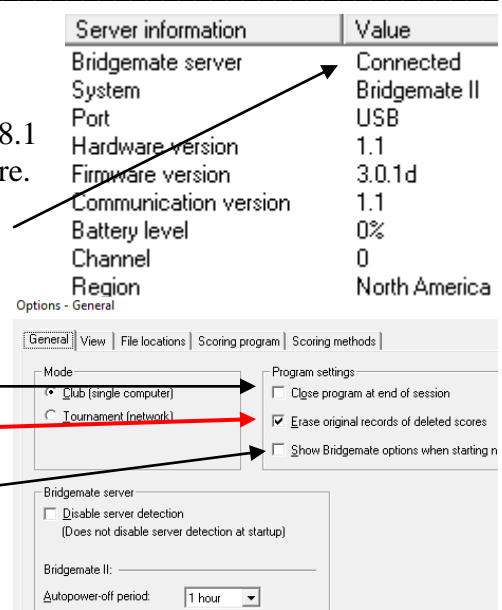 Server information Value
Bridgemate server Connected
System Bridgemate II
8.1 Port USB
Hardware version 1.1
re. Firmware version 3.0.1d
Communication version 1.1
Battery level 0%
Channel 0
Region North America
Options - General
General View File locations Scoring program Scoring methods
Mode Program settings
Club (single computer) Close program at end of session
Tournament (network) Erase original records of deleted scores
Show Bridgemate options when starting n
Bridgemate server
Disable server detection
(Does not disable server detection at startup)
Bridgemate II:
Autopower-off period: 1 hour